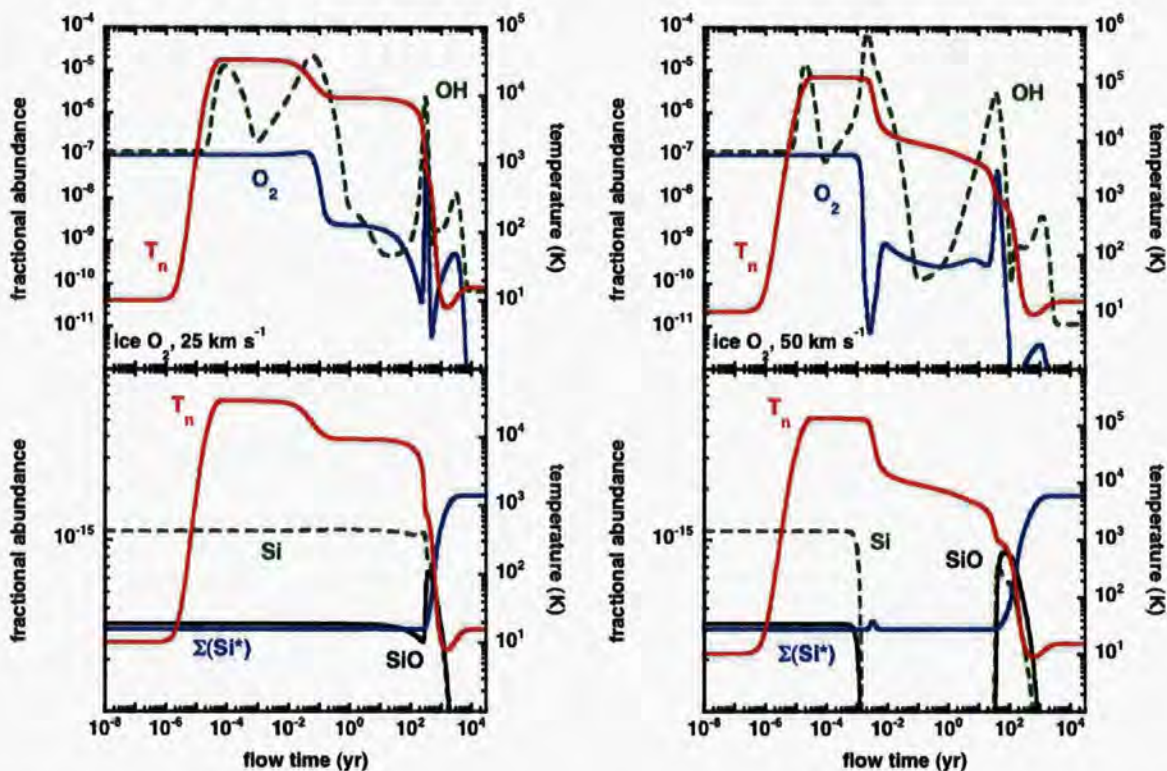 fractional abundance
10⁻⁴
10⁻⁵
10⁻⁶
10⁻⁷
10⁻⁸
10⁻⁹
10⁻¹⁰
10⁻¹¹
Tₙ
O₂
OH
ice O₂, 25 km s⁻¹
10⁵
10⁴
10³
10²
10¹
temperature (K)
fractional abundance
10⁻⁴
10⁻⁵
10⁻⁶
10⁻⁷
10⁻⁸
10⁻⁹
10⁻¹⁰
10⁻¹¹
Tₙ
O₂
OH
ice O₂, 50 km s⁻¹
10⁶
10⁵
10⁴
10³
10²
10¹
temperature (K)
fractional abundance
10⁻¹⁵
Tₙ
Si
Σ(Si*)
SiO
10⁴
10³
10²
10¹
temperature (K)
10⁻⁸ 10⁻⁶ 10⁻⁴ 10⁻² 10⁰ 10² 10⁴
flow time (yr)
fractional abundance
10⁻¹⁵
Tₙ
Si
SiO
Σ(Si*)
10⁵
10⁴
10³
10²
10¹
temperature (K)
10⁻⁸ 10⁻⁶ 10⁻⁴ 10⁻² 10⁰ 10² 10⁴
flow time (yr)